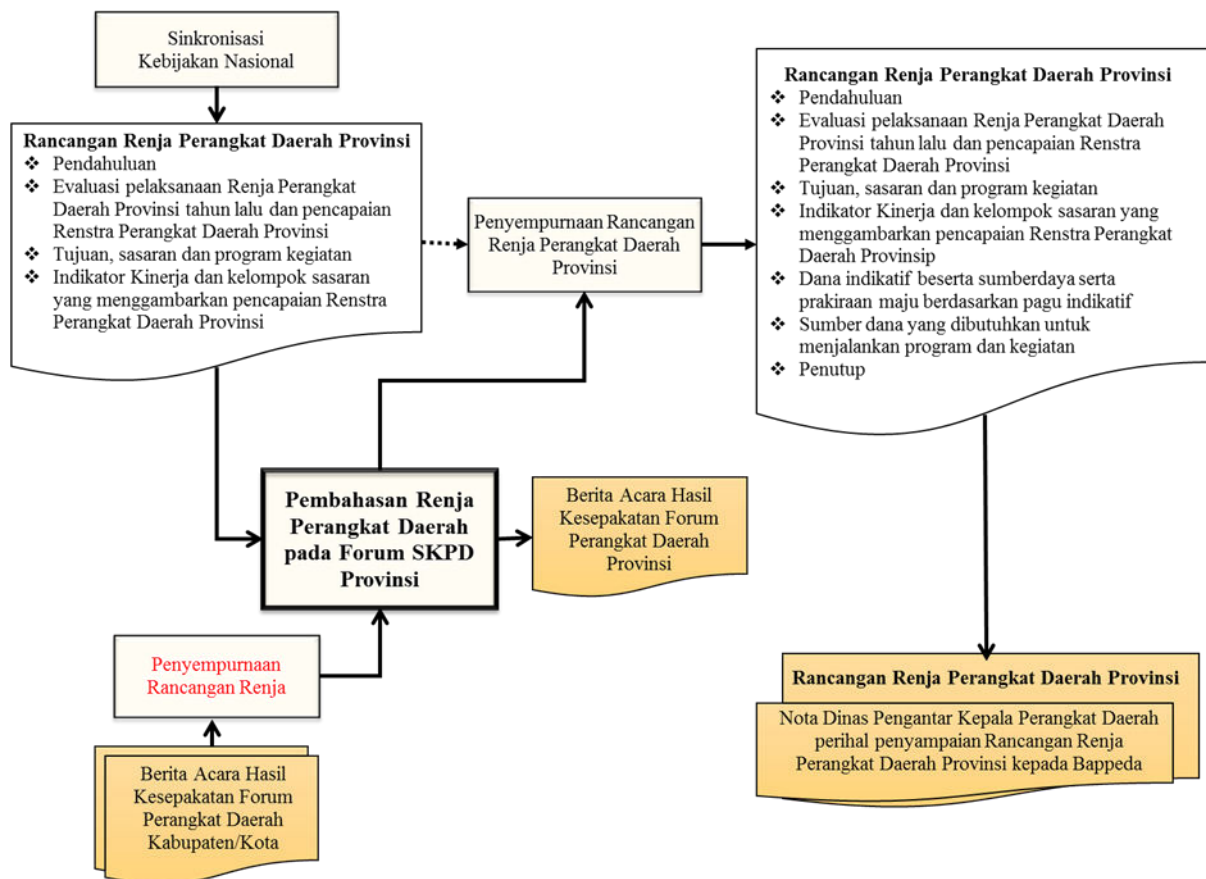 Sinkronisasi
Kebijakan Nasional
Rancangan Renja Perangkat Daerah Provinsi
❖ Pendahuluan
❖ Evaluasi pelaksanaan Renja Perangkat
Daerah Provinsi tahun lalu dan pencapaian
Renstra Perangkat Daerah Provinsi
❖ Tujuan, sasaran dan program kegiatan
❖ Indikator Kinerja dan kelompok sasaran
yang menggambarkan pencapaian Renstra
Perangkat Daerah Provinsi
Penyempurnaan Rancangan
Renja Perangkat Daerah
Provinsi
Rancangan Renja Perangkat Daerah Provinsi
❖ Pendahuluan
❖ Evaluasi pelaksanaan Renja Perangkat Daerah
Provinsi tahun lalu dan pencapaian Renstra
Perangkat Daerah Provinsi
❖ Tujuan, sasaran dan program kegiatan
❖ Indikator Kinerja dan kelompok sasaran yang
menggambarkan pencapaian Renstra Perangkat
Daerah Provinsip
❖ Dana indikatif beserta sumberdaya serta
prakiraan maju berdasarkan pagu indikatif
❖ Sumber dana yang dibutuhkan untuk
menjalankan program dan kegiatan
❖ Penutup
Pembahasan Renja
Perangkat Daerah
pada Forum SKPD
Provinsi
Berita Acara Hasil
Kesepakatan Forum
Perangkat Daerah
Provinsi
Penyempurnaan
Rancangan Renja
Berita Acara Hasil
Kesepakatan Forum
Perangkat Daerah
Kabupaten/Kota
Rancangan Renja Perangkat Daerah Provinsi
Nota Dinas Pengantar Kepala Perangkat Daerah
perihal penyampaian Rancangan Renja
Perangkat Daerah Provinsi kepada Bappeda